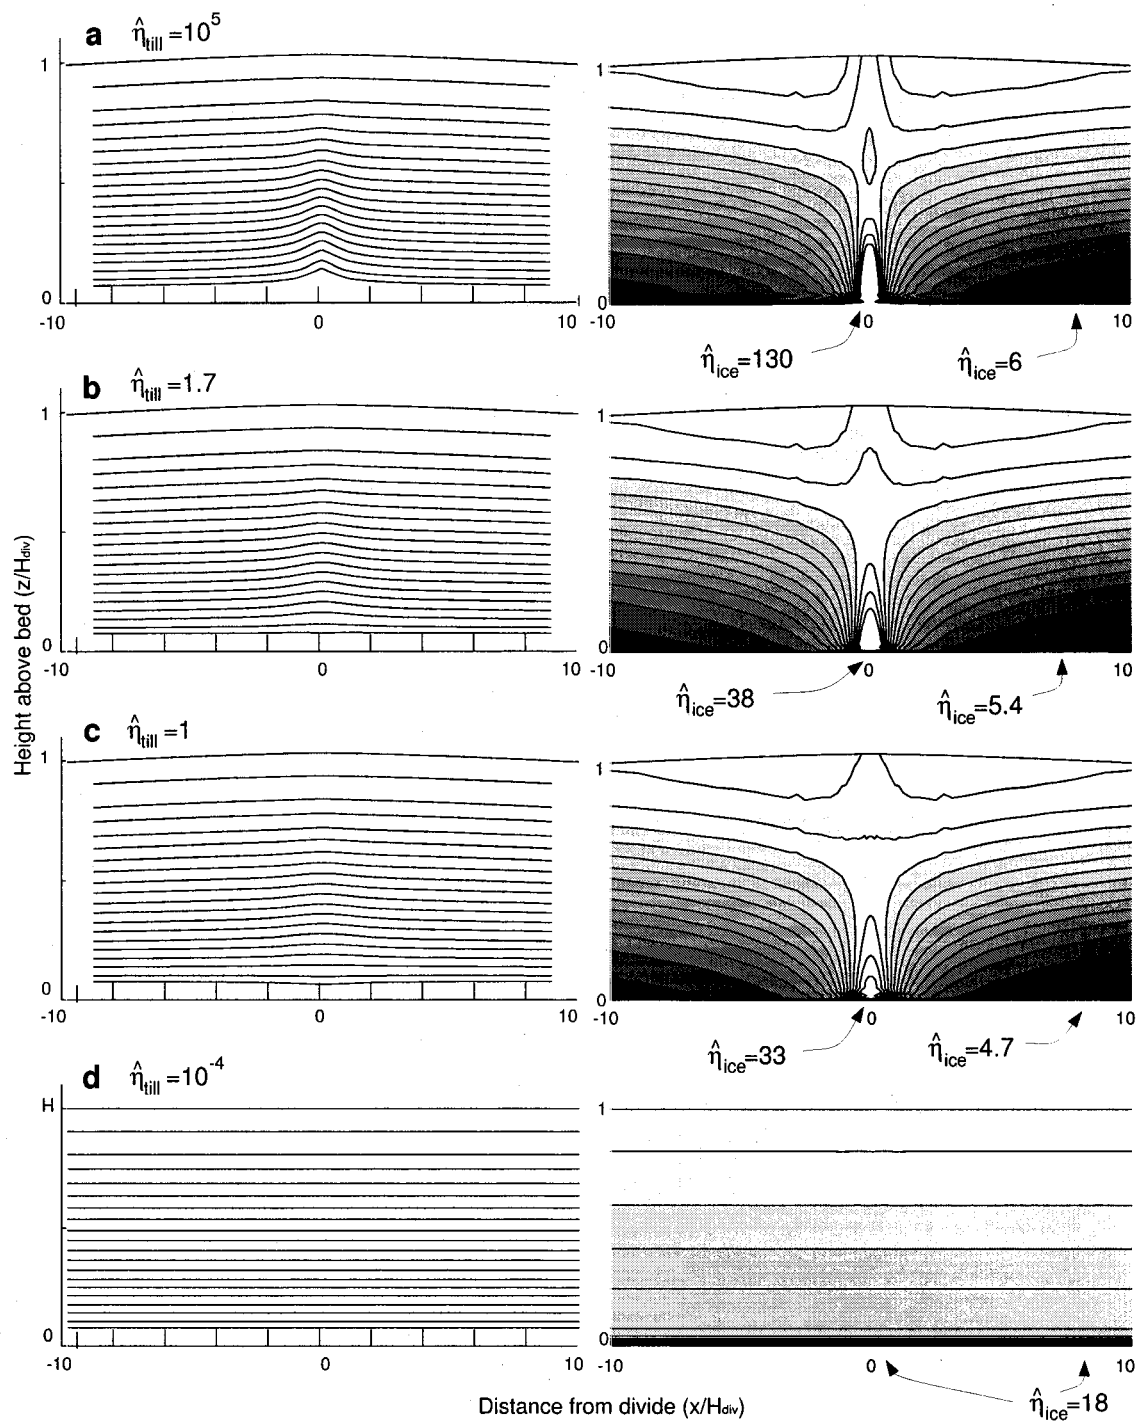 a η̂till =10^5
1
0
-10 0 10
1
0
-10 0 10
η̂ice=130 η̂ice=6
b η̂till =1.7
1
0
-10 0 10
1
0
-10 0 10
η̂ice=38 η̂ice=5.4
Height above bed (z/Hdiv)
c η̂till =1
1
0
-10 0 10
1
0
-10 0 10
η̂ice=33 η̂ice=4.7
d η̂till =10^-4
H
0
-10 0 10
1
0
-10 0 10
η̂ice=18
Distance from divide (x/Hdiv)